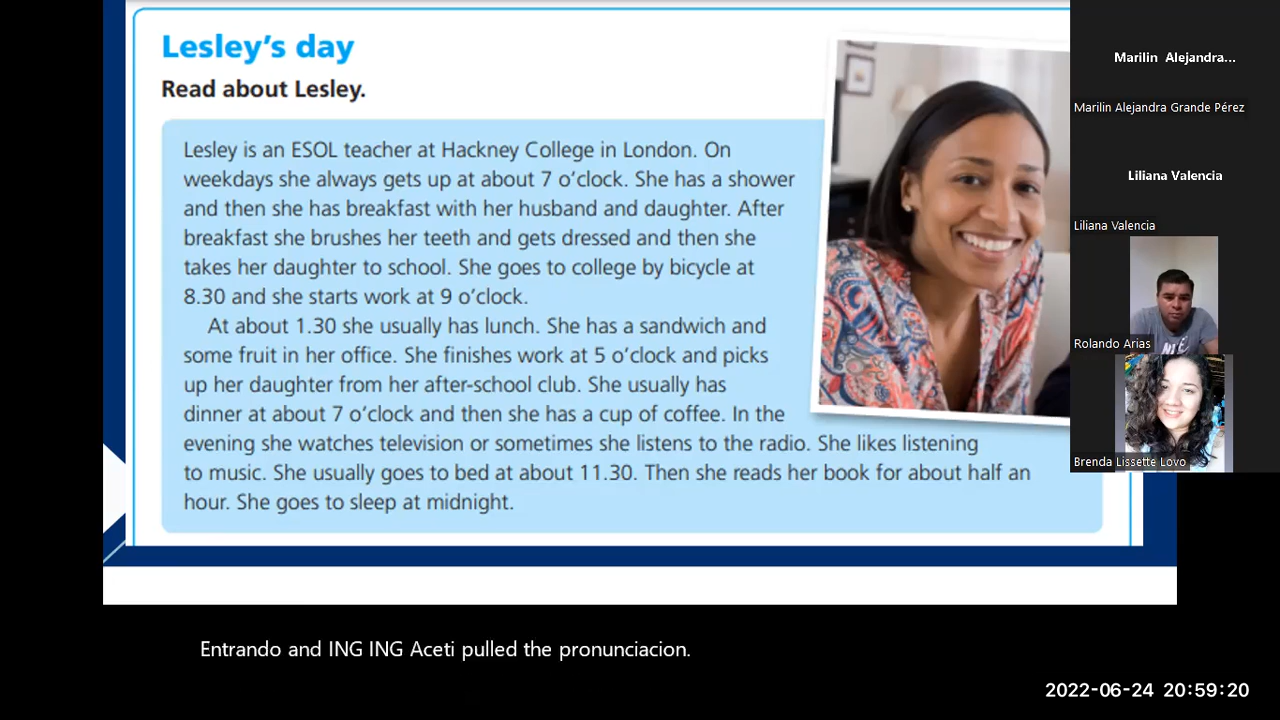 Lesley's day
Read about Lesley.
Lesley is an ESOL teacher at Hackney College in London. On
weekdays she always gets up at about 7 o'clock. She has a shower
and then she has breakfast with her husband and daughter. After
breakfast she brushes her teeth and gets dressed and then she
takes her daughter to school. She goes to college by bicycle at
8.30 and she starts work at 9 o'clock.
At about 1.30 she usually has lunch. She has a sandwich and
some fruit in her office. She finishes work at 5 o'clock and picks
up her daughter from her after-school club. She usually has
dinner at about 7 o'clock and then she has a cup of coffee. In the
evening she watches television or sometimes she listens to the radio. She likes listening
to music. She usually goes to bed at about 11.30. Then she reads her book for about half an
hour. She goes to sleep at midnight.
Marilin Alejandra...
Marilin Alejandra Grande Pérez
Liliana Valencia
Liliana Valencia
Rolando Arias
Brenda Lissette Lovo
Entrando and ING ING Aceti pulled the pronunciacion.
2022-06-24 20:59:20